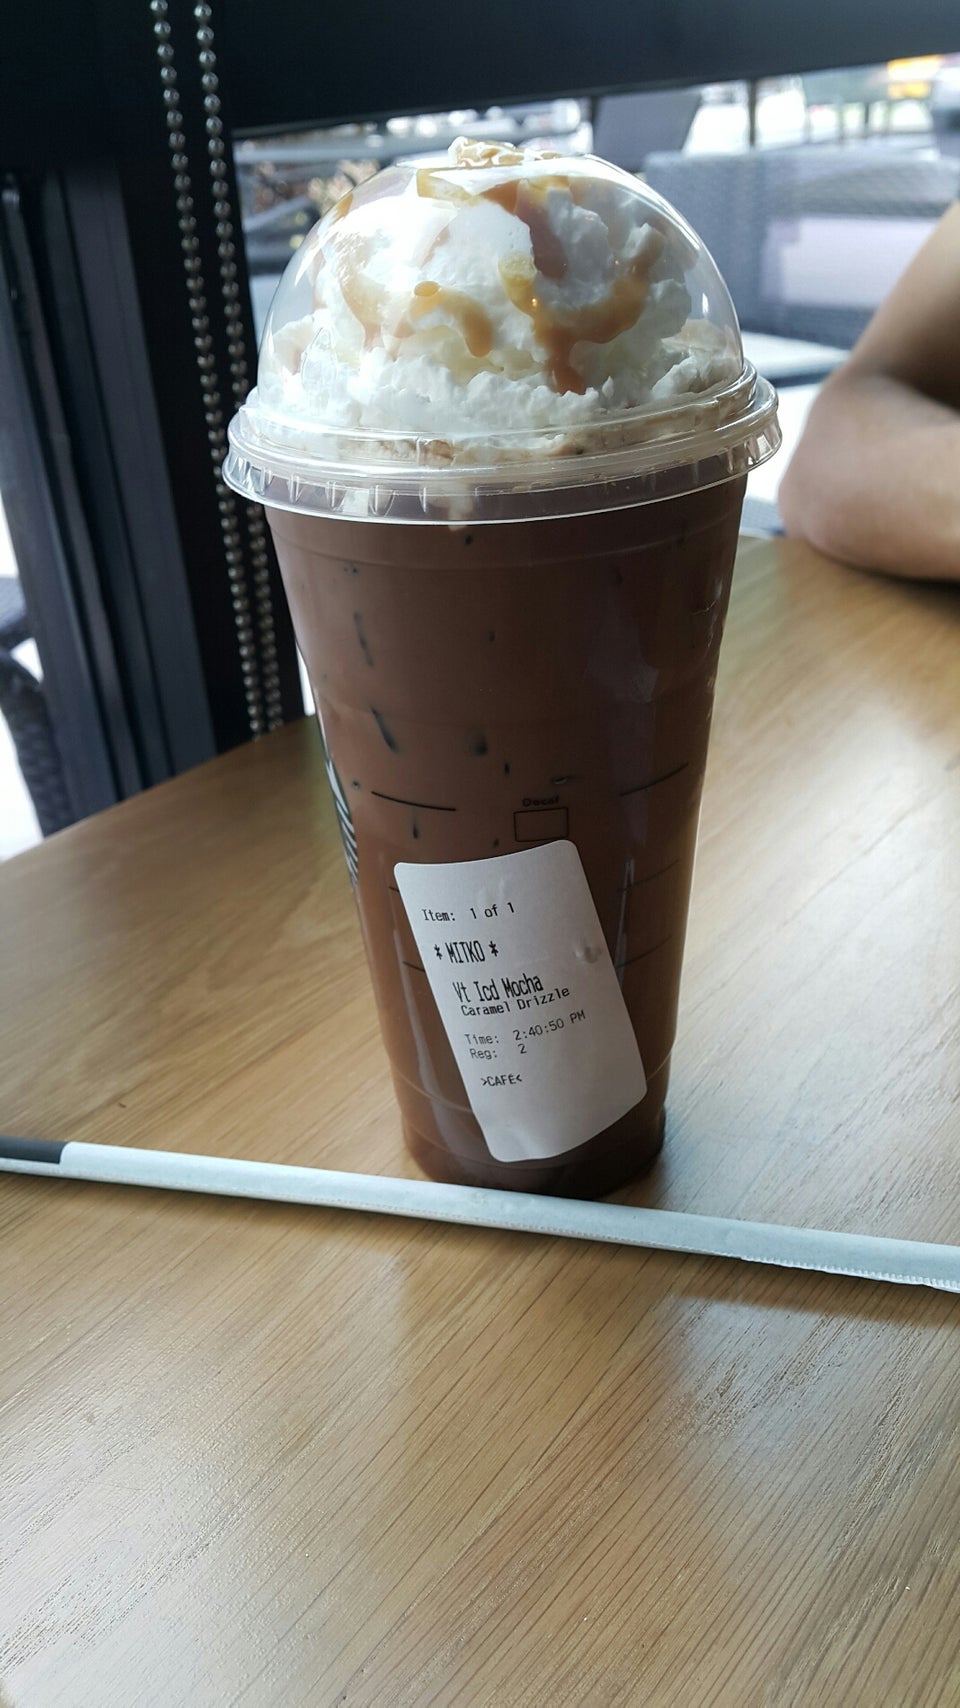 Decaf
Item: 1 of 1
* MITKO *
Vt Icd Mocha
Caramel Drizzle
Time: 2:40:50 PM
Reg: 2
>CAFE<